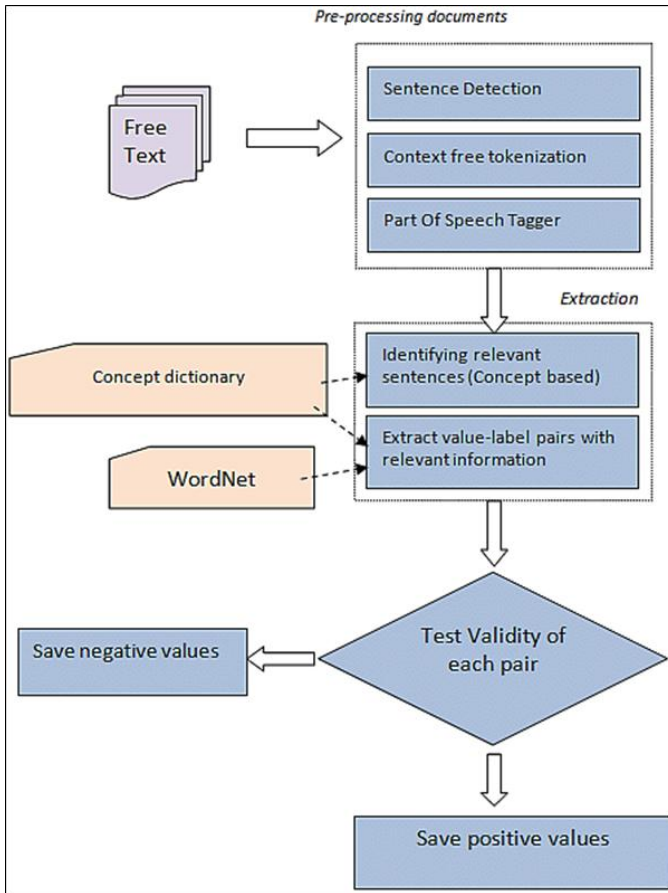 Pre-processing documents
Free
Text
Sentence Detection
Context free tokenization
Part Of Speech Tagger
Extraction
Concept dictionary
Identifying relevant
sentences (Concept based)
WordNet
Extract value-label pairs with
relevant information
Test Validity of
each pair
Save negative values
Save positive values